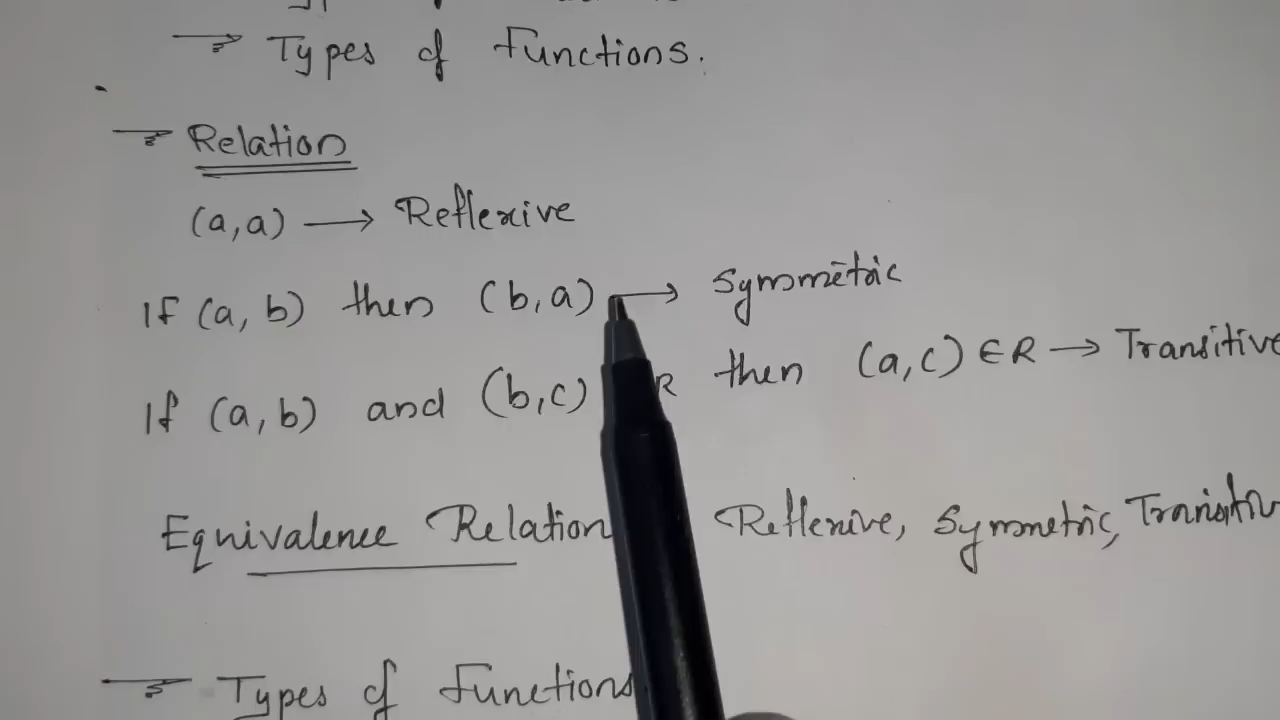 → Types of Functions.
→ Relation
(a,a) → Reflexive
If (a, b) then (b,a) → Symmetric
If (a,b) and (b,c) R then (a,c) ∈R → Transitive
Equivalence Relation Reflexive, Symmetric,
→ Types of Functions